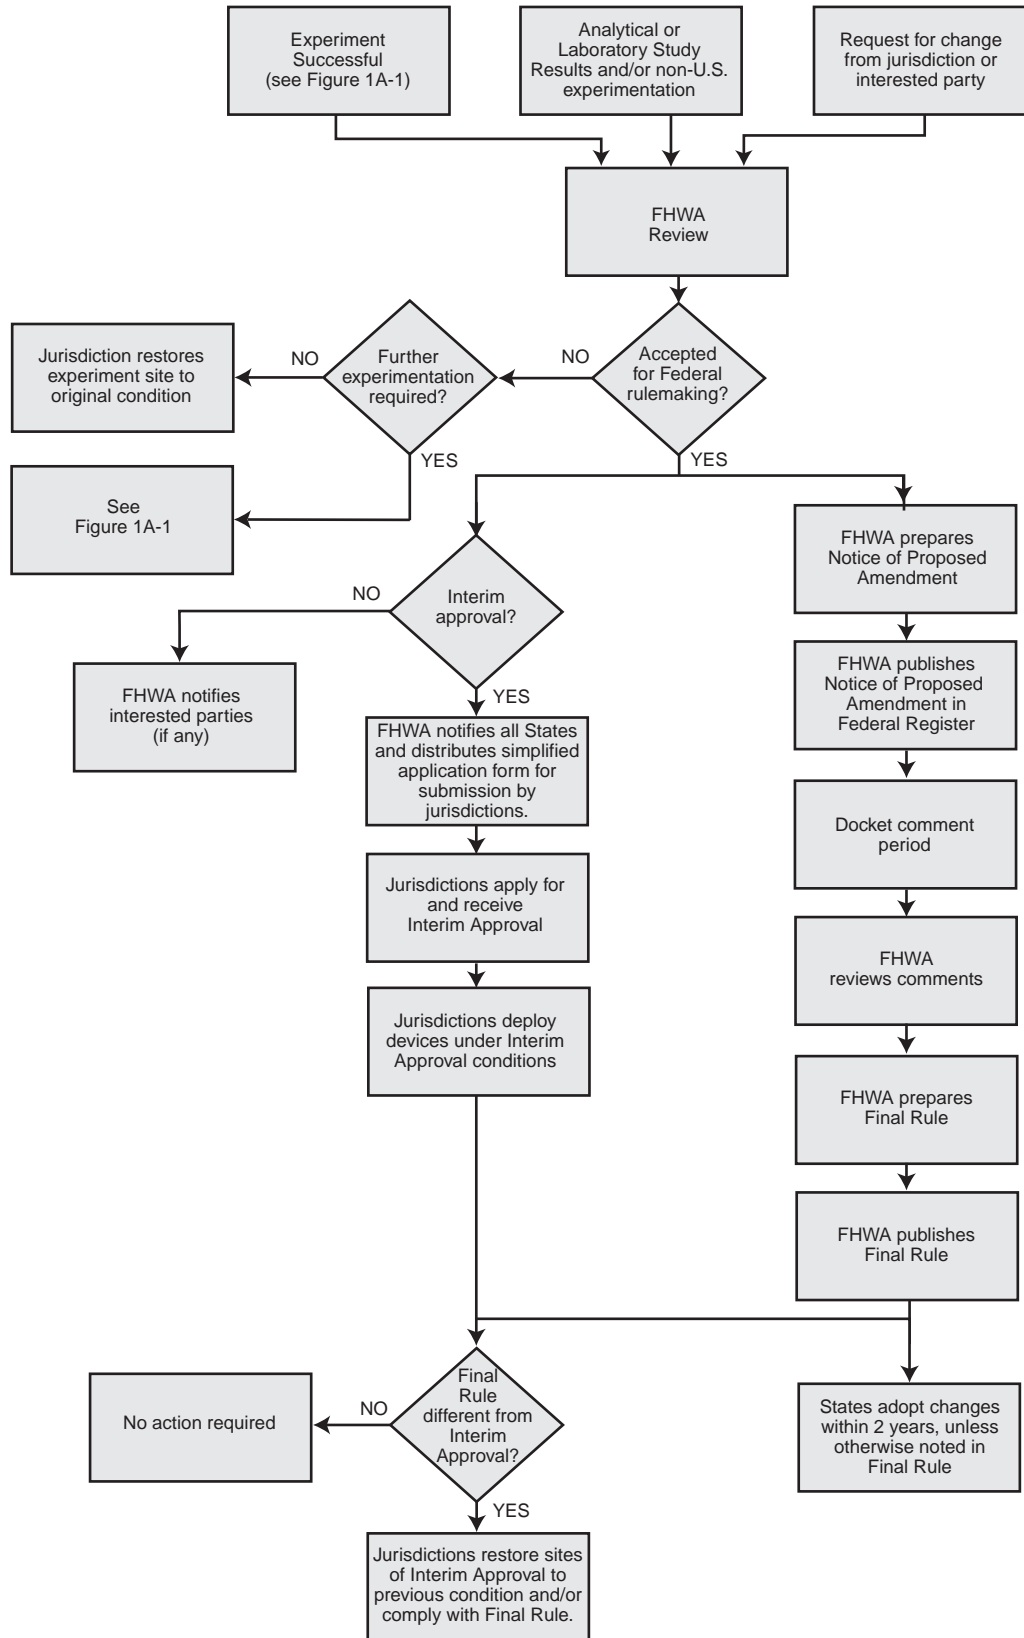 Experiment
Successful
(see Figure 1A-1)
Analytical or
Laboratory Study
Results and/or non-U.S.
experimentation
Request for change
from jurisdiction or
interested party
FHWA
Review
Jurisdiction restores
experiment site to
original condition
NO
Further
experimentation
required?
NO
Accepted
for Federal
rulemaking?
YES
YES
See
Figure 1A-1
FHWA prepares
Notice of Proposed
Amendment
NO
Interim
approval?
FHWA notifies
interested parties
(if any)
YES
FHWA publishes
Notice of Proposed
Amendment in
Federal Register
FHWA notifies all States
and distributes simplified
application form for
submission by
jurisdictions.
Docket comment
period
Jurisdictions apply for
and receive
Interim Approval
FHWA
reviews comments
Jurisdictions deploy
devices under Interim
Approval conditions
FHWA prepares
Final Rule
FHWA publishes
Final Rule
No action required
NO
Final
Rule
different from
Interim
Approval?
States adopt changes
within 2 years, unless
otherwise noted in
Final Rule
YES
Jurisdictions restore sites
of Interim Approval to
previous condition and/or
comply with Final Rule.